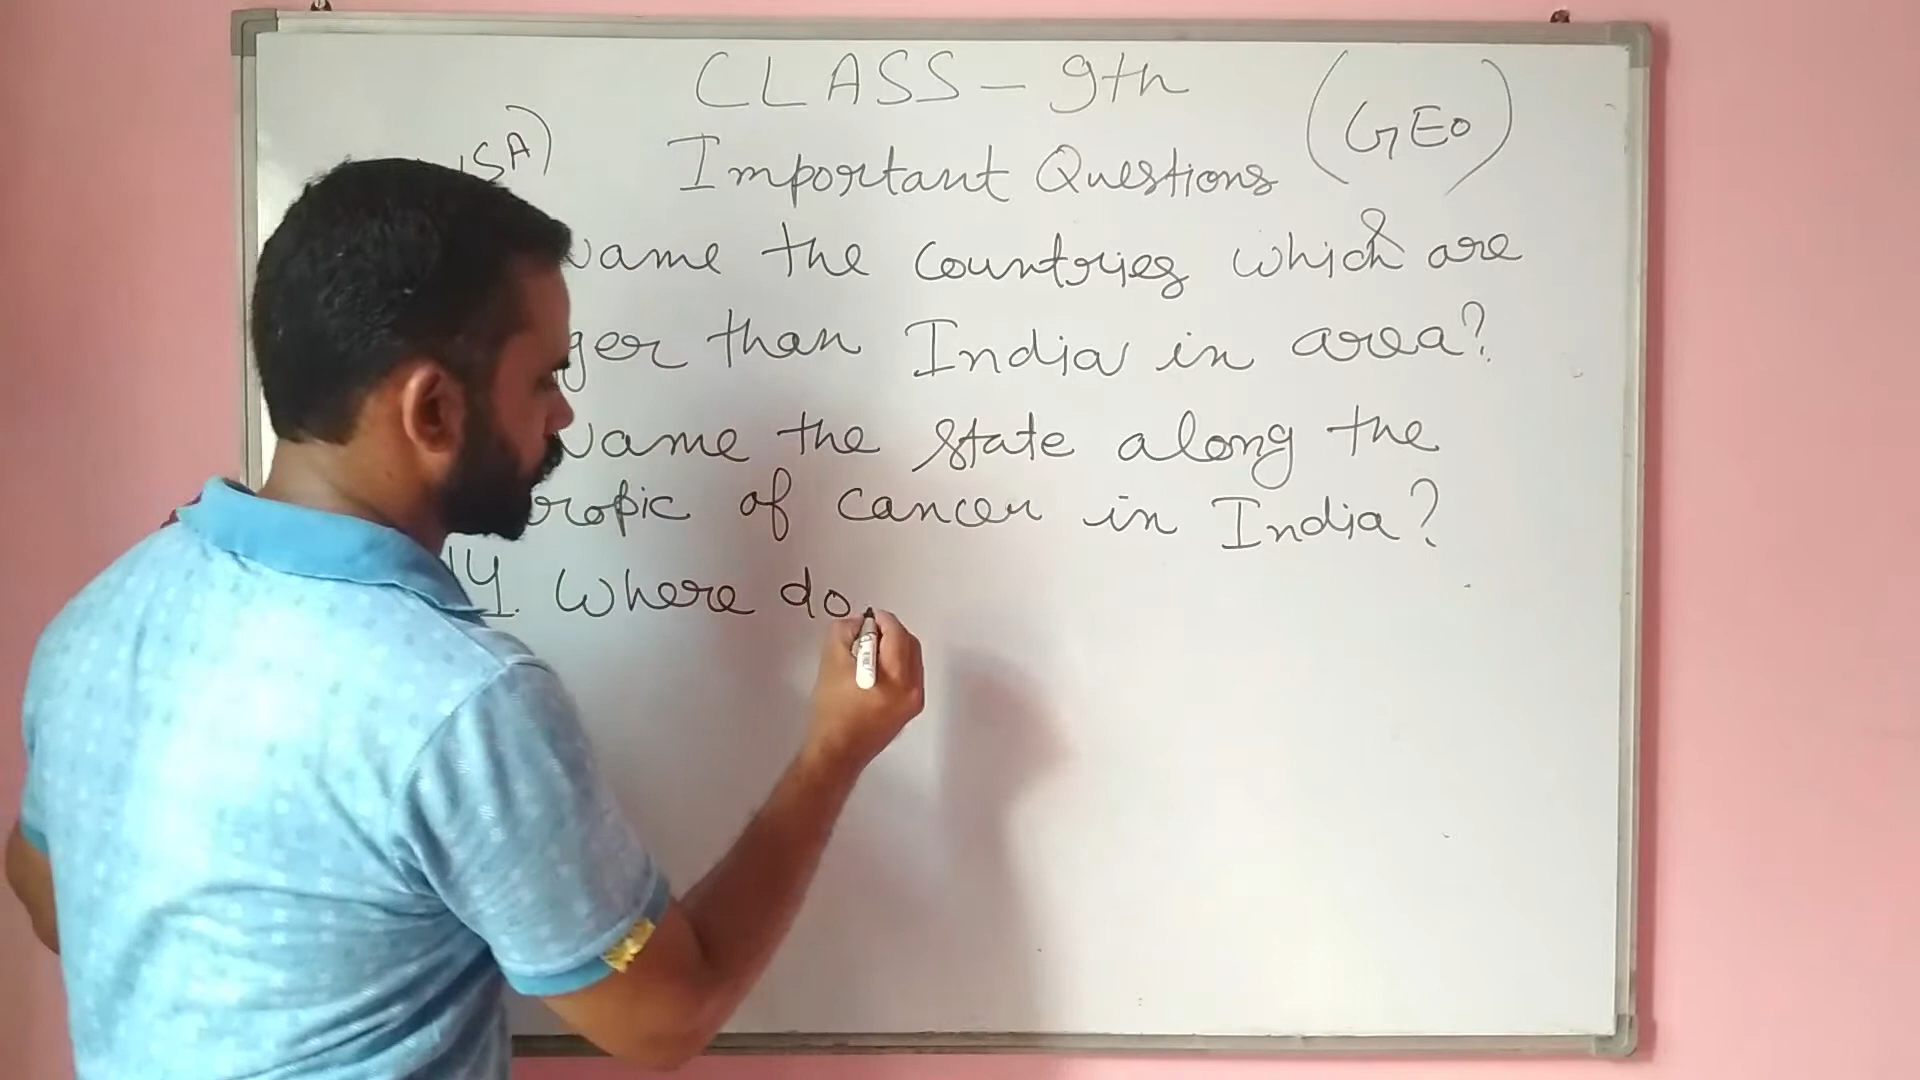 CLASS - 9th
(GEO)
SA)
Important Questions
ame the countries which are
ger than India in area?
ame the state along the
ropic of cancer in India?
Where do